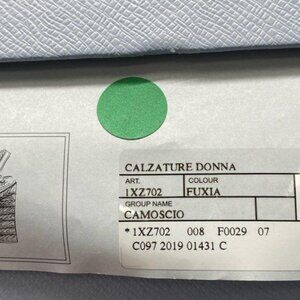 CALZATURE DONNA
ART. COLOUR
1XZ702 FUXIA
GROUP NAME
CAMOSCIO
*1XZ702 008 F0029 07
C097 2019 01431 C